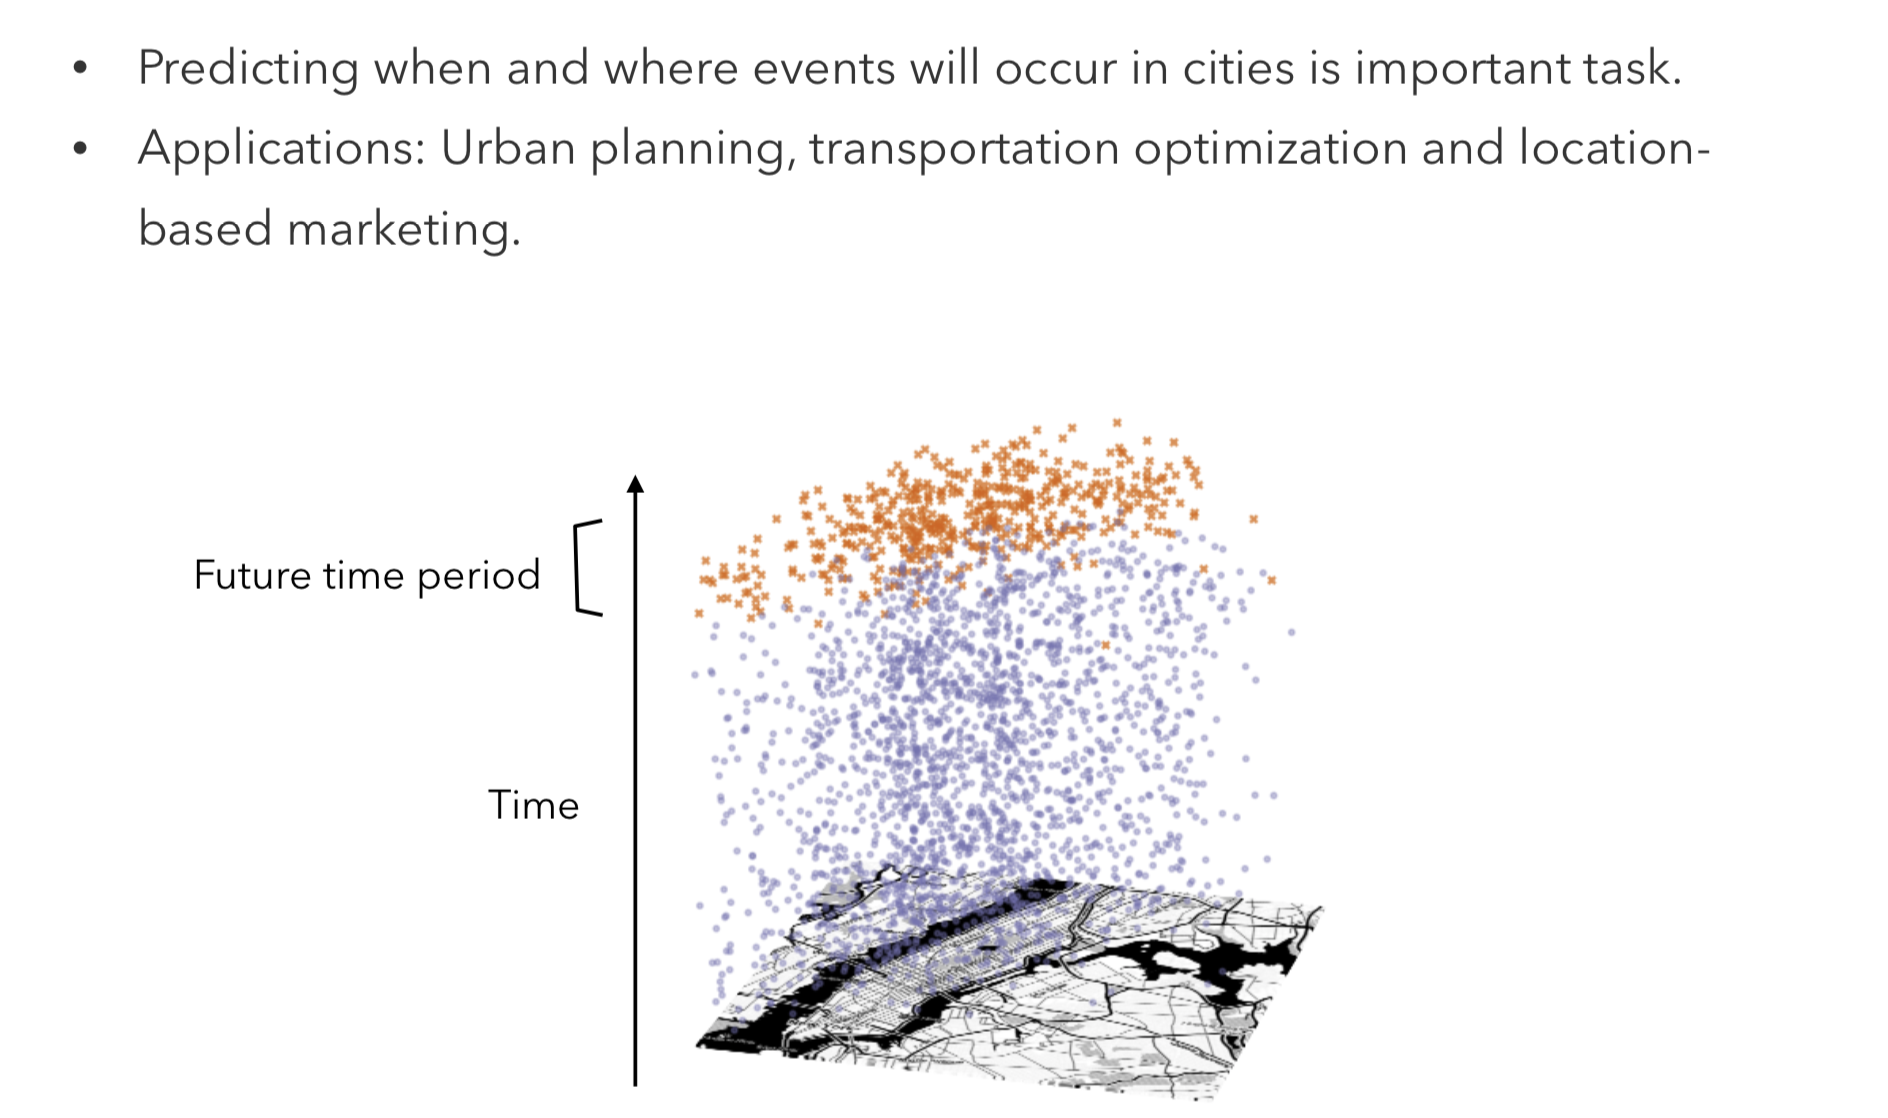 • Predicting when and where events will occur in cities is important task.
• Applications: Urban planning, transportation optimization and location-
based marketing.
Future time period
Time